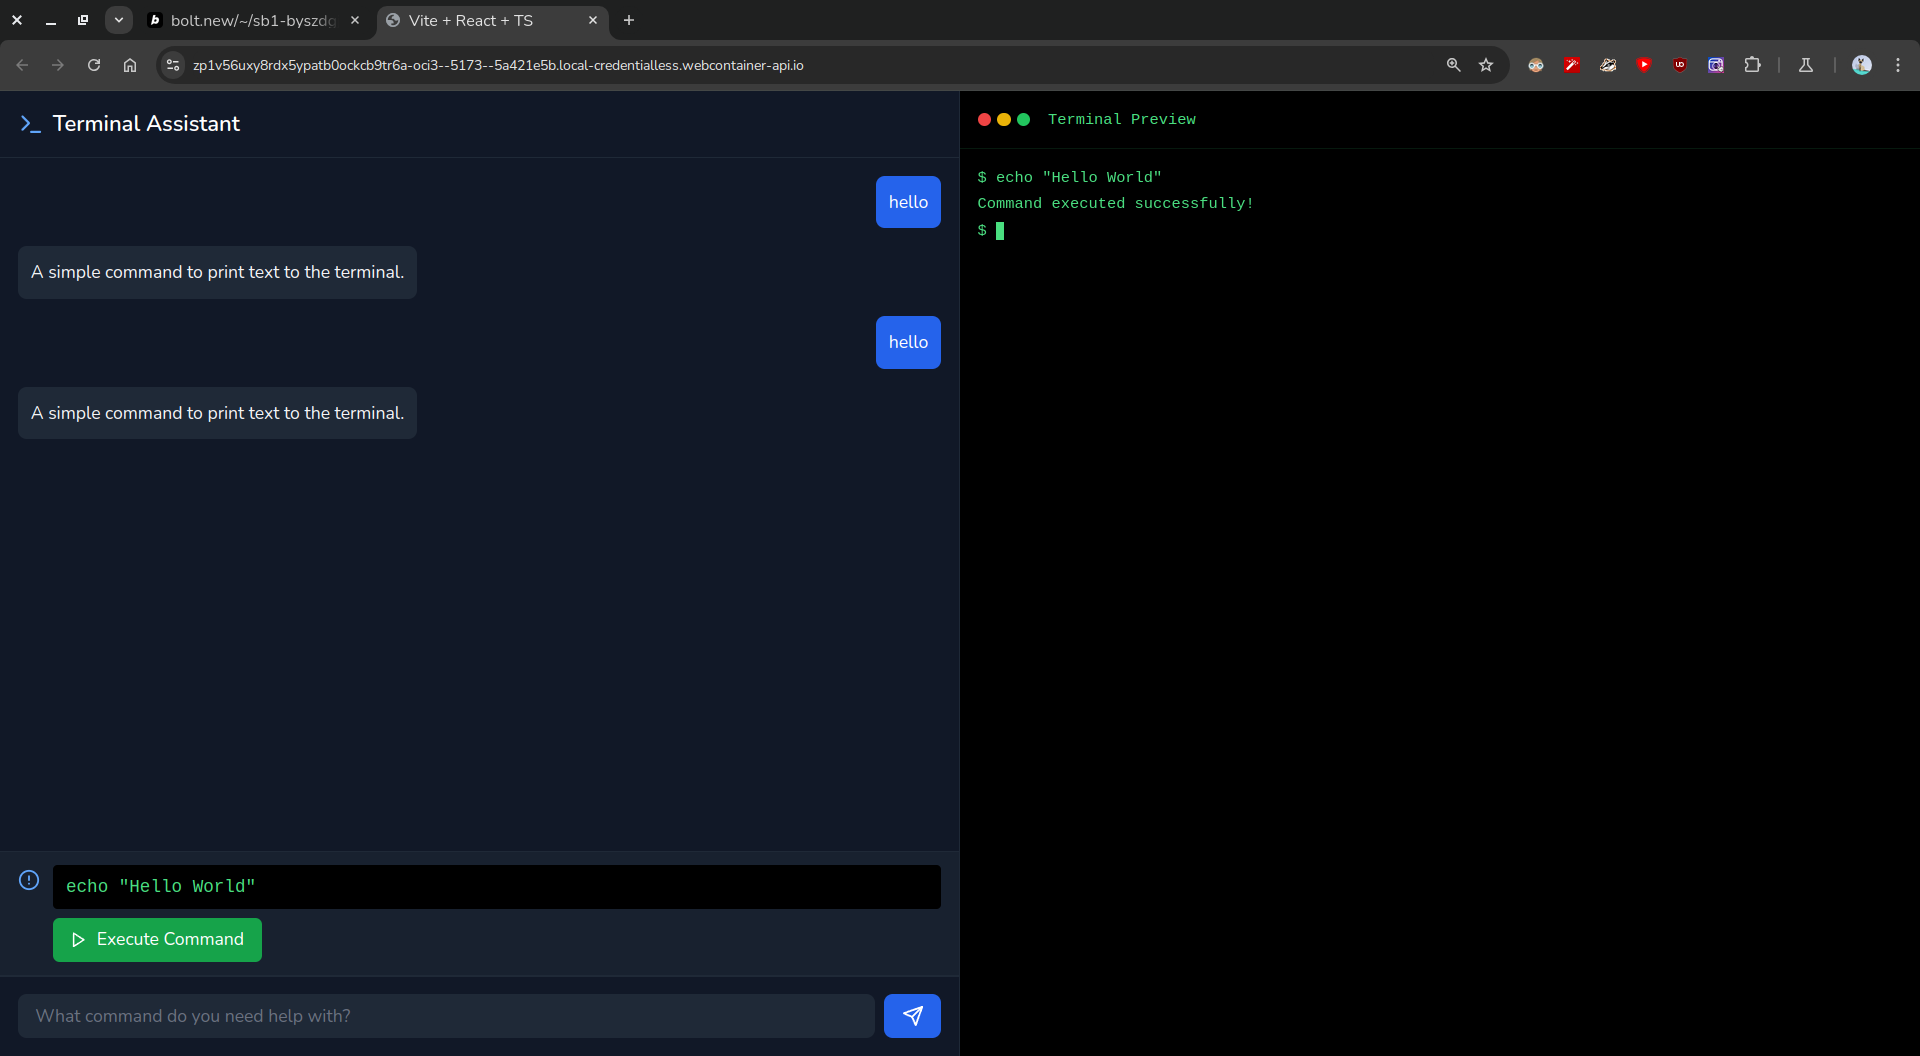 bolt.new/~/sb1-byszdq
Vite + React + TS
zp1v56uxy8rdx5ypatb0ockcb9tr6a-oci3--5173--5a421e5b.local-credentialless.webcontainer-api.io
Terminal Assistant
hello
A simple command to print text to the terminal.
hello
A simple command to print text to the terminal.
echo "Hello World"
Execute Command
What command do you need help with?
Terminal Preview
$ echo "Hello World"
Command executed successfully!
$